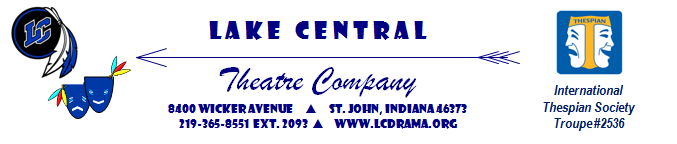 LC
LAKE CENTRAL
Theatre Company
8400 WICKER AVENUE ▲ ST. JOHN, INDIANA 46373
219-365-8551 EXT. 2093 ▲ WWW.LCDRAMA.ORG
THESPIAN
International
Thespian Society
Troupe#2536